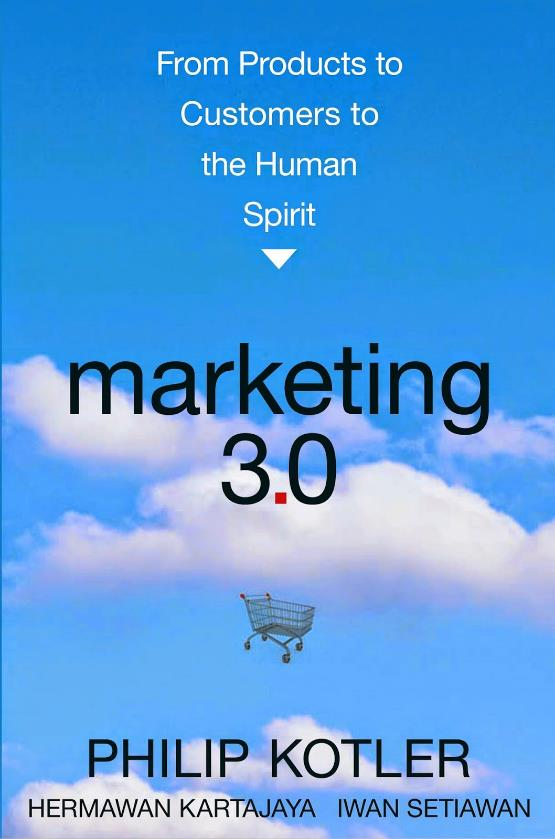 From Products to
Customers to
the Human
Spirit
marketing
3.0
PHILIP KOTLER
HERMAWAN KARTAJAYA IWAN SETIAWAN